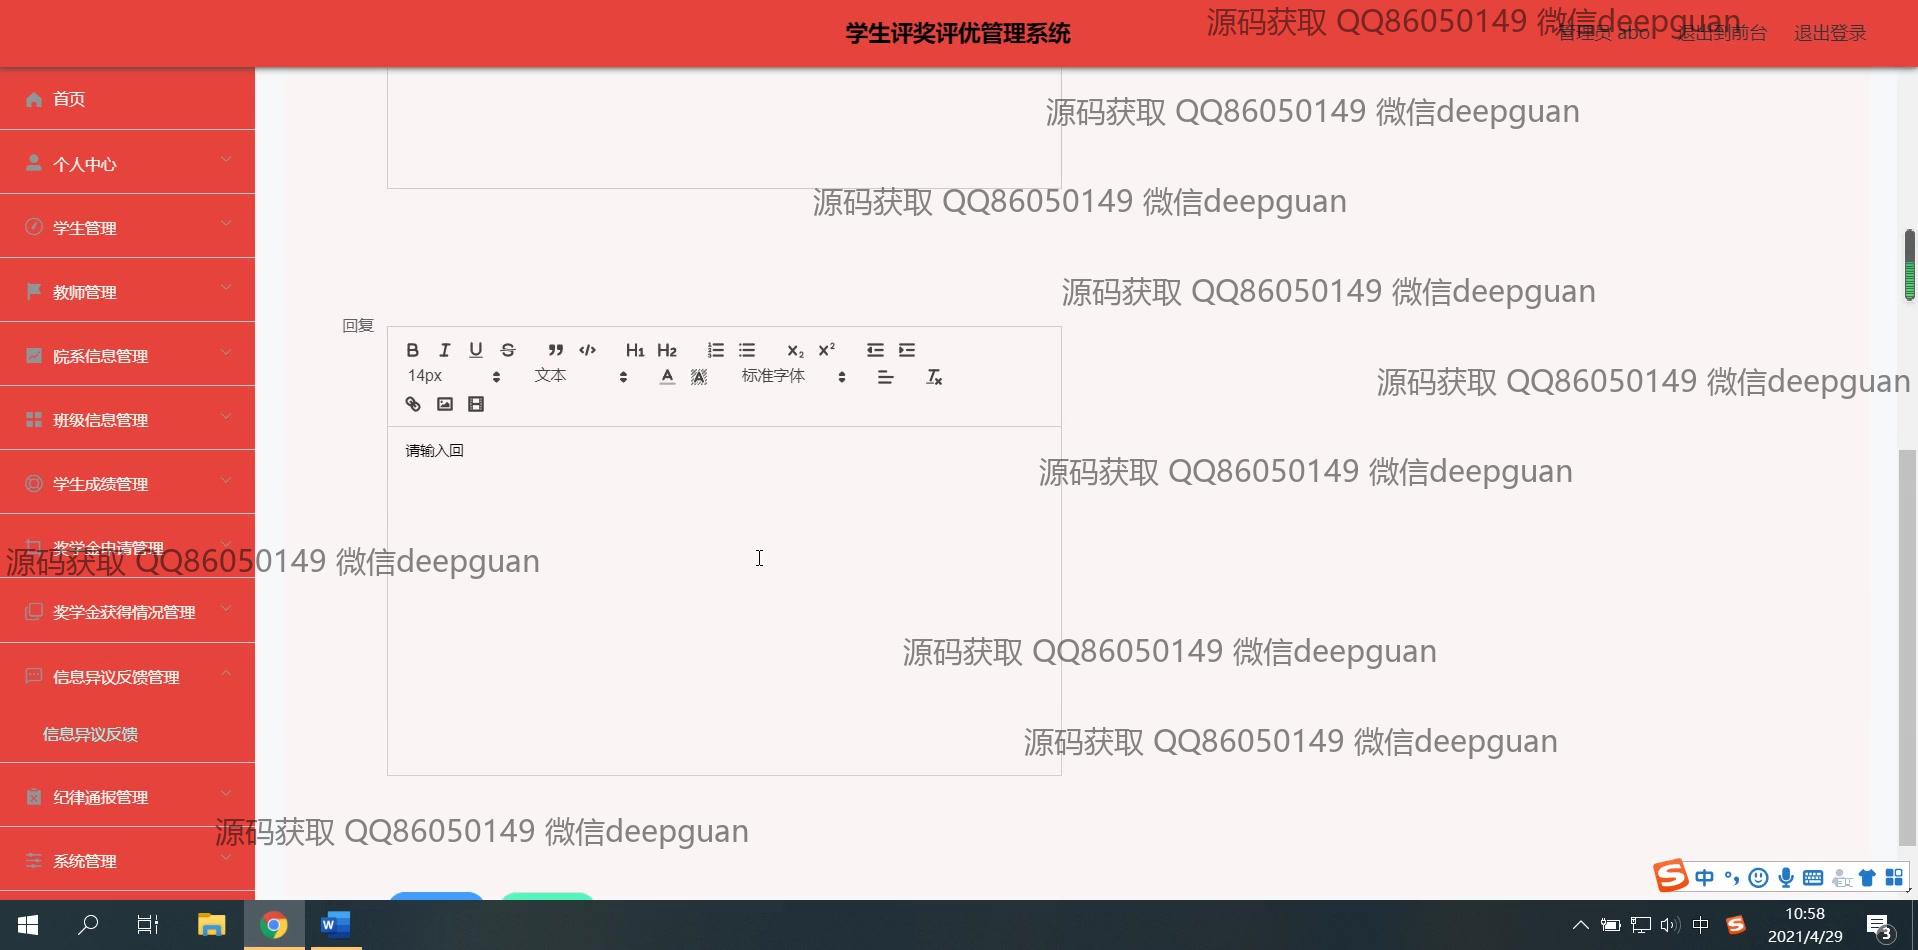 学生评奖评优管理系统
源码获取 QQ86050149 微信deepguan
管理员 abo
退出到前台
退出登录
首页
源码获取 QQ86050149 微信deepguan
个人中心
源码获取 QQ86050149 微信deepguan
学生管理
教师管理
源码获取 QQ86050149 微信deepguan
回复
院系信息管理
B I U S H1 H2 X2 X2
14px 文本 A A 标准字体
源码获取 QQ86050149 微信deepguan
班级信息管理
请输入回
源码获取 QQ86050149 微信deepguan
学生成绩管理
奖学金申请管理
源码获取 QQ86050149 微信deepguan
奖学金获得情况管理
源码获取 QQ86050149 微信deepguan
信息异议反馈管理
信息异议反馈
源码获取 QQ86050149 微信deepguan
纪律通报管理
源码获取 QQ86050149 微信deepguan
系统管理
中
中
10:58
2021/4/29
3